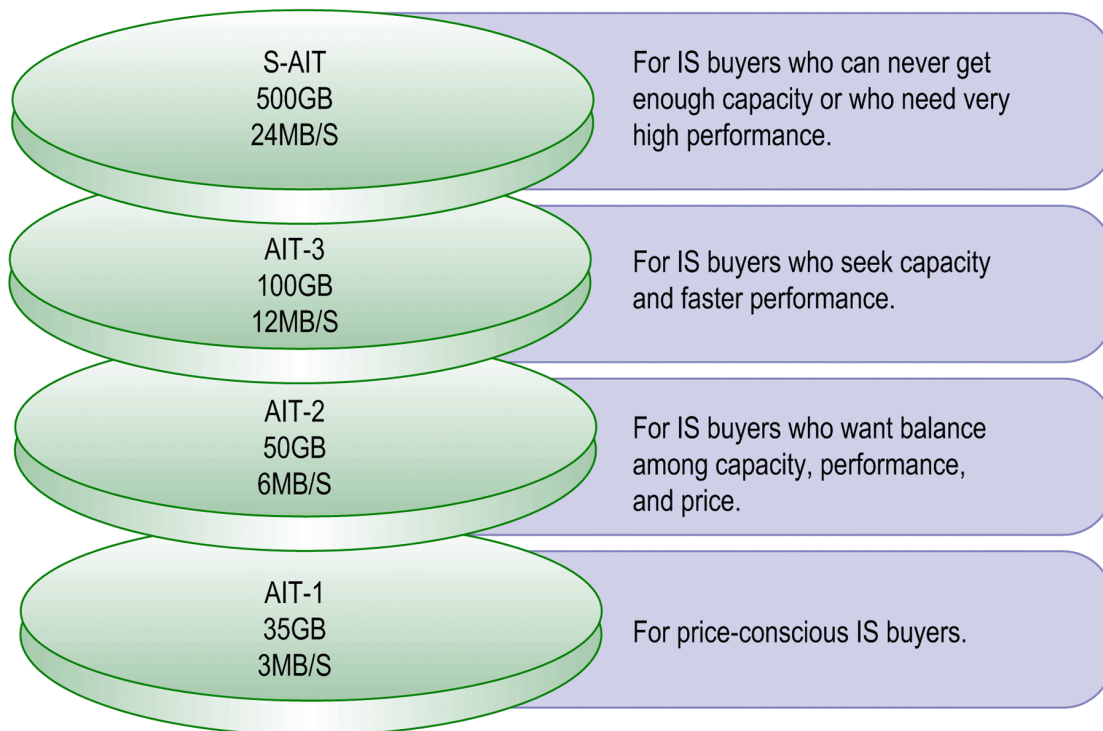 S-AIT
500GB
24MB/S
For IS buyers who can never get
enough capacity or who need very
high performance.
AIT-3
100GB
12MB/S
For IS buyers who seek capacity
and faster performance.
AIT-2
50GB
6MB/S
For IS buyers who want balance
among capacity, performance,
and price.
AIT-1
35GB
3MB/S
For price-conscious IS buyers.